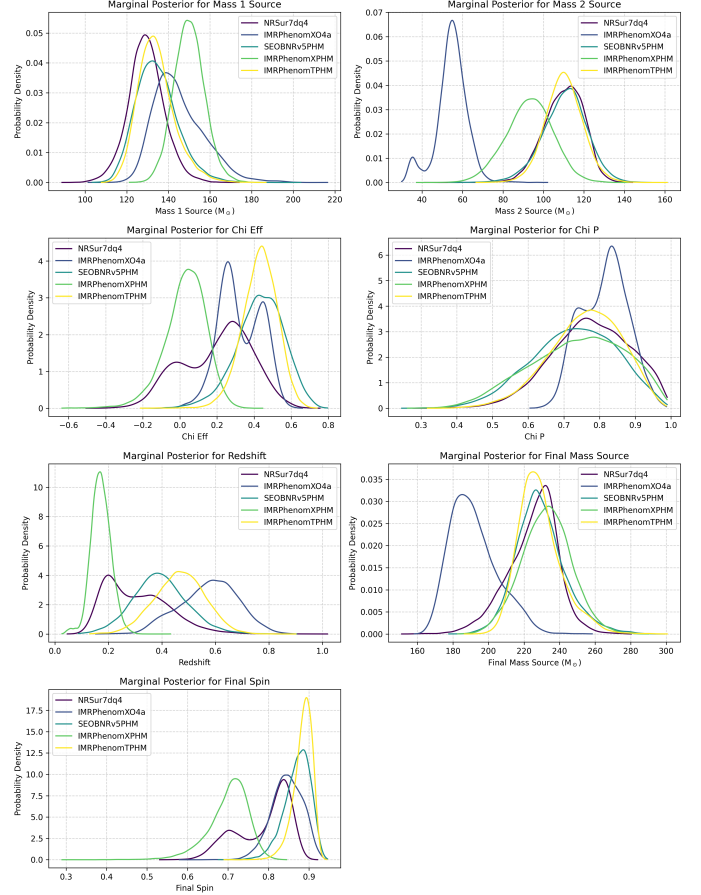 Marginal Posterior for Mass 1 Source
Probability Density
0.05
0.04
0.03
0.02
0.01
0.00
NRSur7dq4
IMRPhenomXO4a
SEOBNRv5PHM
IMRPhenomXPHM
IMRPhenomTPHM
100 120 140 160 180 200 220
Mass 1 Source (M⊙)
Marginal Posterior for Mass 2 Source
Probability Density
0.07
0.06
0.05
0.04
0.03
0.02
0.01
0.00
NRSur7dq4
IMRPhenomXO4a
SEOBNRv5PHM
IMRPhenomXPHM
IMRPhenomTPHM
40 60 80 100 120 140 160
Mass 2 Source (M⊙)
Marginal Posterior for Chi Eff
Probability Density
4
3
2
1
0
NRSur7dq4
IMRPhenomXO4a
SEOBNRv5PHM
IMRPhenomXPHM
IMRPhenomTPHM
−0.6 −0.4 −0.2 0.0 0.2 0.4 0.6 0.8
Chi Eff
Marginal Posterior for Chi P
Probability Density
6
5
4
3
2
1
0
NRSur7dq4
IMRPhenomXO4a
SEOBNRv5PHM
IMRPhenomXPHM
IMRPhenomTPHM
0.3 0.4 0.5 0.6 0.7 0.8 0.9 1.0
Chi P
Marginal Posterior for Redshift
Probability Density
10
8
6
4
2
0
NRSur7dq4
IMRPhenomXO4a
SEOBNRv5PHM
IMRPhenomXPHM
IMRPhenomTPHM
0.0 0.2 0.4 0.6 0.8 1.0
Redshift
Marginal Posterior for Final Mass Source
Probability Density
0.035
0.030
0.025
0.020
0.015
0.010
0.005
0.000
NRSur7dq4
IMRPhenomXO4a
SEOBNRv5PHM
IMRPhenomXPHM
IMRPhenomTPHM
160 180 200 220 240 260 280 300
Final Mass Source (M⊙)
Marginal Posterior for Final Spin
Probability Density
17.5
15.0
12.5
10.0
7.5
5.0
2.5
0.0
NRSur7dq4
IMRPhenomXO4a
SEOBNRv5PHM
IMRPhenomXPHM
IMRPhenomTPHM
0.3 0.4 0.5 0.6 0.7 0.8 0.9
Final Spin